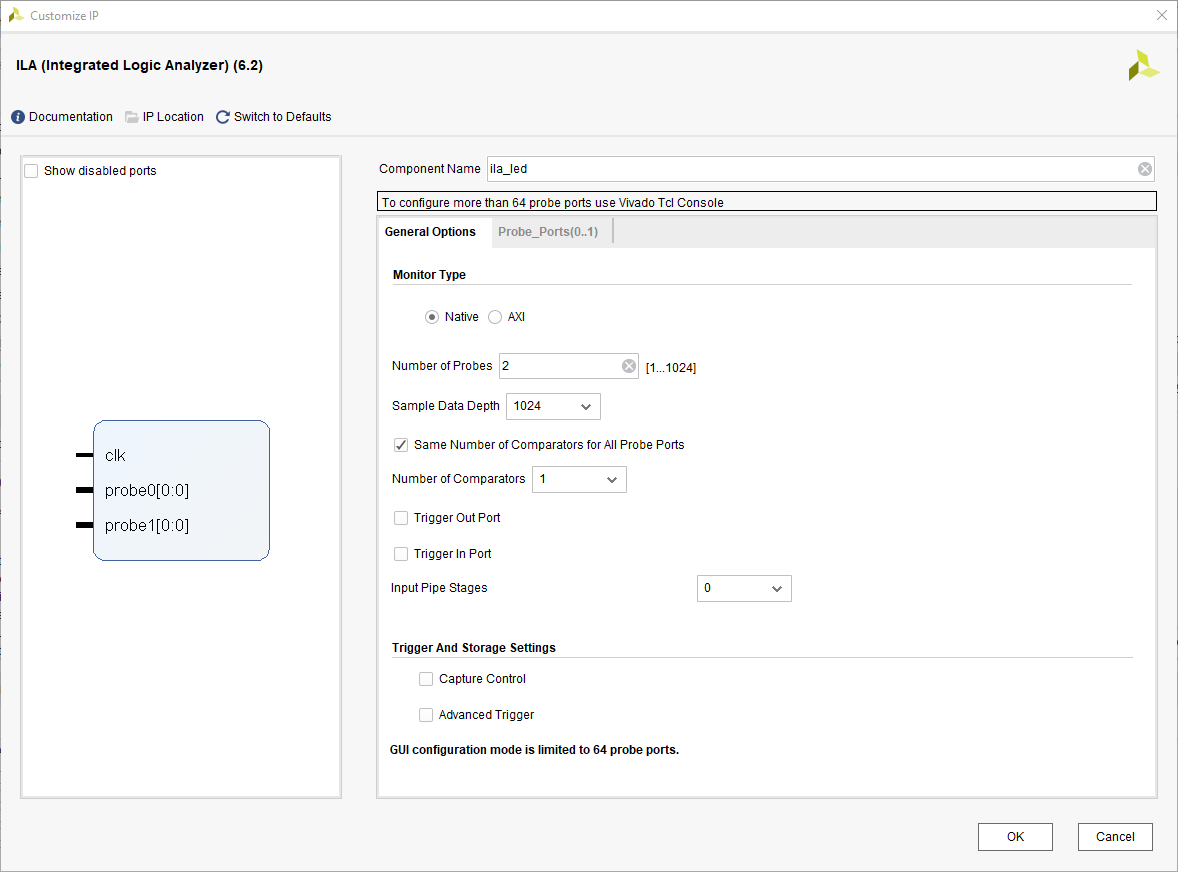 Customize IP
ILA (Integrated Logic Analyzer) (6.2)
Documentation IP Location Switch to Defaults
Show disabled ports
clk
probe0[0:0]
probe1[0:0]
Component Name ila_led
To configure more than 64 probe ports use Vivado Tcl Console
General Options Probe_Ports(0..1)
Monitor Type
Native AXI
Number of Probes 2 [1...1024]
Sample Data Depth 1024
Same Number of Comparators for All Probe Ports
Number of Comparators 1
Trigger Out Port
Trigger In Port
Input Pipe Stages 0
Trigger And Storage Settings
Capture Control
Advanced Trigger
GUI configuration mode is limited to 64 probe ports.
OK Cancel